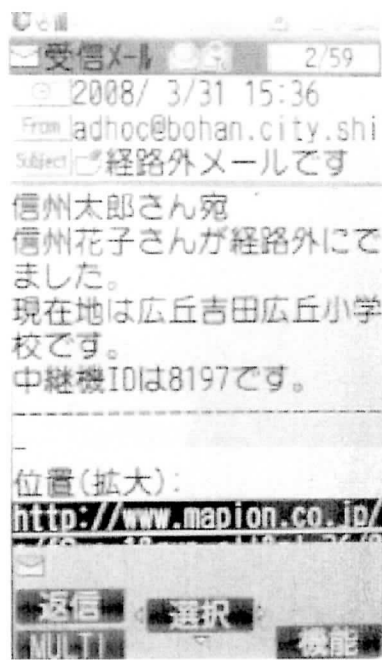 受信メール 2/59
2008/ 3/31 15:36
From adhoc@bohan.city.shi
Subject 経路外メールです
信州太郎さん宛
信州花子さんが経路外にで
ました。
現在地は広丘吉田広丘小学
校です。
中継機IDは8197です。
位置(拡大):
http://www.mapion.co.jp/
返信 選択
MULTI 機能